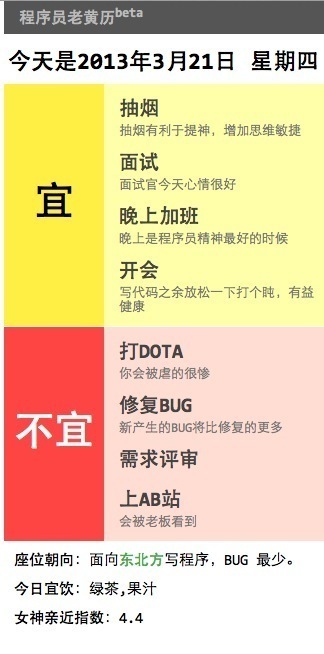 程序员老黄历beta
今天是2013年3月21日 星期四
宜
抽烟
抽烟有利于提神，增加思维敏捷
面试
面试官今天心情很好
晚上加班
晚上是程序员精神最好的时候
开会
写代码之余放松一下打个盹，有益
健康
不宜
打DOTA
你会被虐的很惨
修复BUG
新产生的BUG将比修复的更多
需求评审
上AB站
会被老板看到
座位朝向：面向东北方写程序，BUG 最少。
今日宜饮：绿茶,果汁
女神亲近指数：4.4